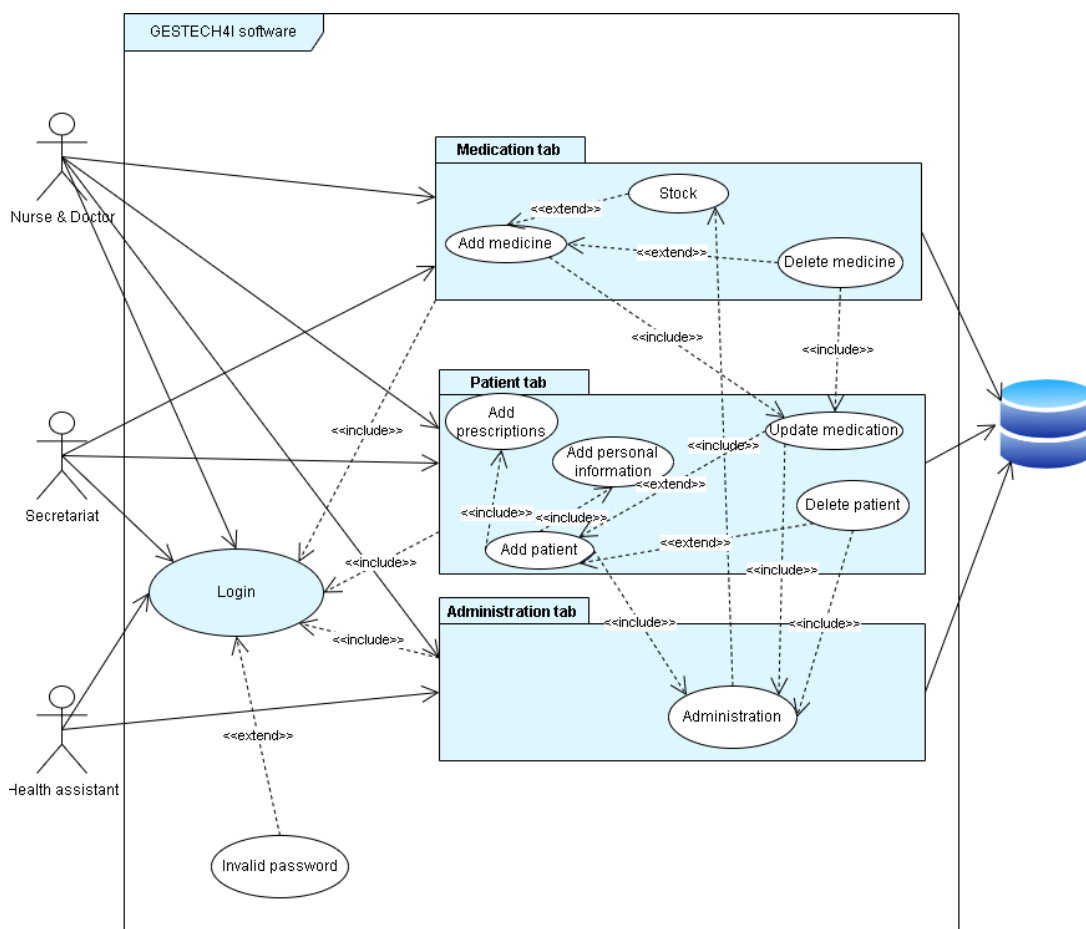 GESTECH4I software
Medication tab
Stock
<<extend>>
Nurse & Doctor
Add medicine
<<extend>>
Delete medicine
<<include>>
<<include>>
Patient tab
Add
prescriptions
<<include>>
Update medication
Add personal
information
<<extend>>
Secretariat
<<include>>
<<include>>
Delete patient
Add patient
<<extend>>
<<include>>
<<include>>
Login
Administration tab
<<include>>
<<include>>
<<include>>
Administration
<<extend>>
Health assistant
Invalid password